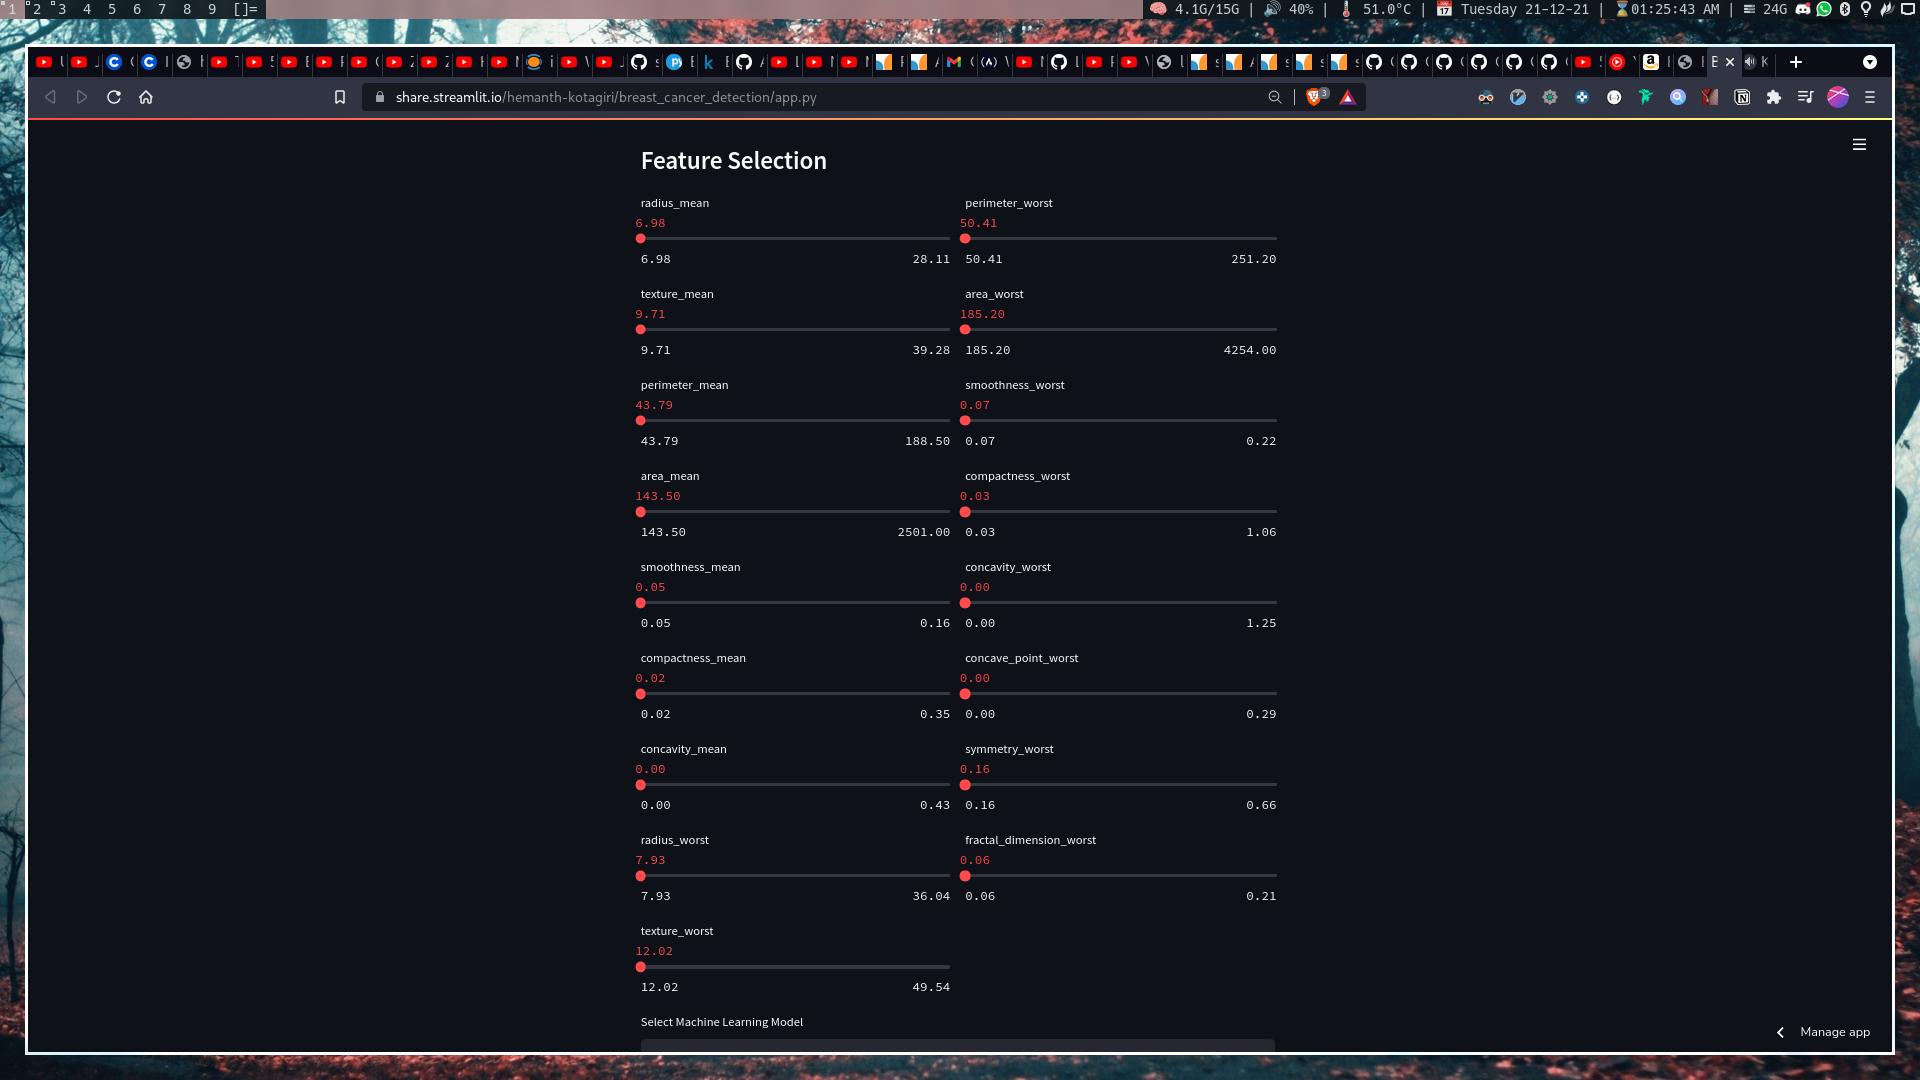 1 2 3 4 5 6 7 8 9 []=
4.1G/15G | 40% | 51.0°C | Tuesday 21-12-21 | 01:25:43 AM | 24G
share.streamlit.io/hemanth-kotagiri/breast_cancer_detection/app.py
3
Feature Selection
radius_mean
6.98
6.98 28.11
texture_mean
9.71
9.71 39.28
perimeter_mean
43.79
43.79 188.50
area_mean
143.50
143.50 2501.00
smoothness_mean
0.05
0.05 0.16
compactness_mean
0.02
0.02 0.35
concavity_mean
0.00
0.00 0.43
radius_worst
7.93
7.93 36.04
texture_worst
12.02
12.02 49.54
perimeter_worst
50.41
50.41 251.20
area_worst
185.20
185.20 4254.00
smoothness_worst
0.07
0.07 0.22
compactness_worst
0.03
0.03 1.06
concavity_worst
0.00
0.00 1.25
concave_point_worst
0.00
0.00 0.29
symmetry_worst
0.16
0.16 0.66
fractal_dimension_worst
0.06
0.06 0.21
Select Machine Learning Model
Manage app